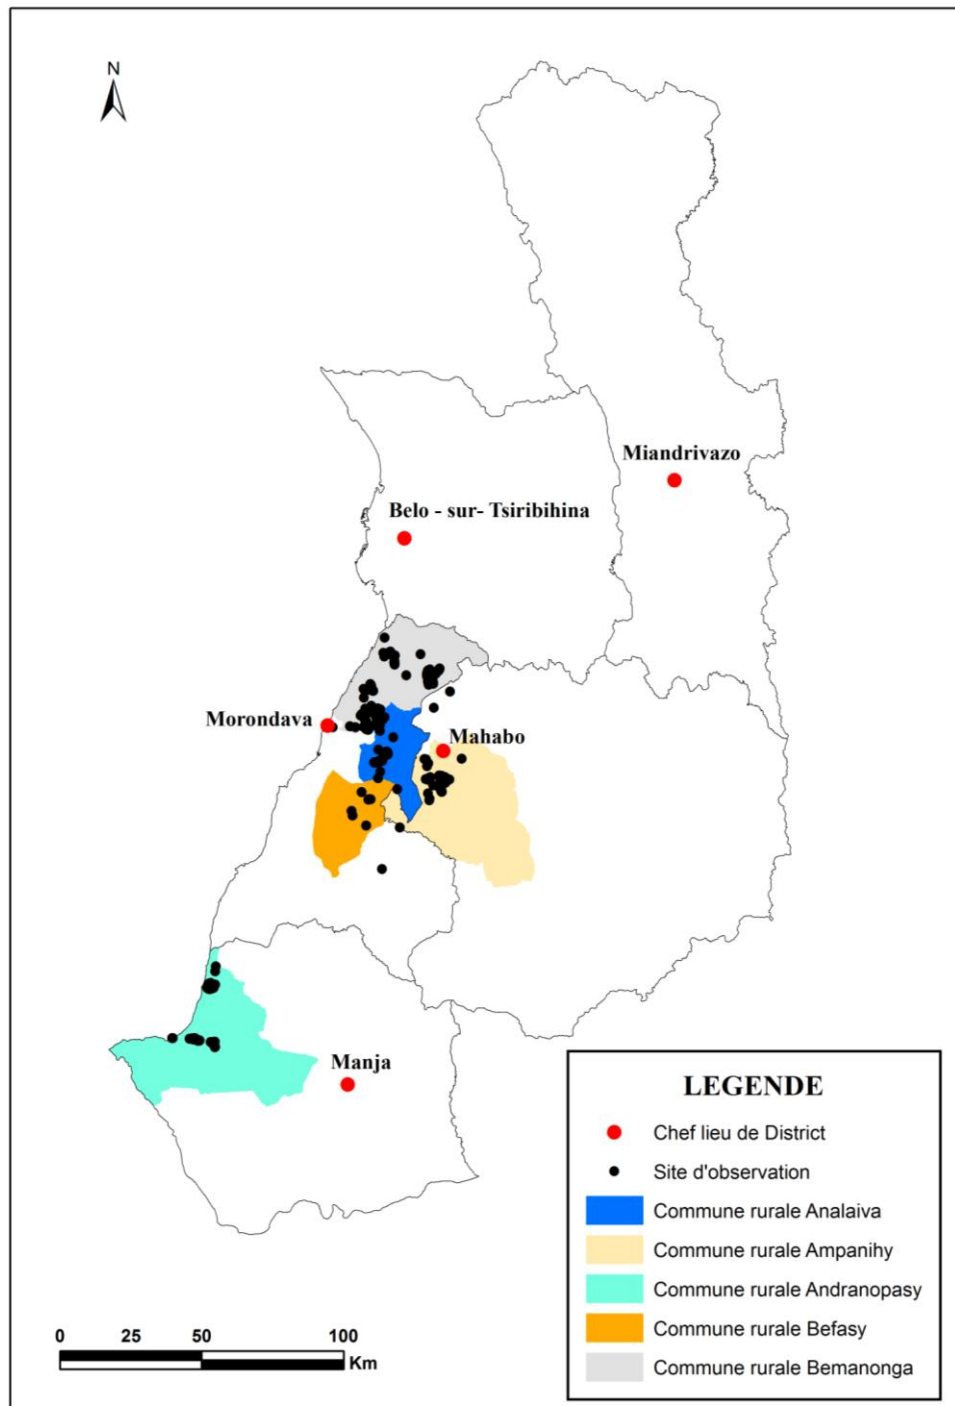 N
Miandrivazo
Belo - sur- Tsiribihina
Morondava
Mahabo
Manja
LEGENDE
Chef lieu de District
Site d'observation
Commune rurale Analaiva
Commune rurale Ampanihy
Commune rurale Andranopasy
Commune rurale Befasy
Commune rurale Bemanonga
0 25 50 100
Km